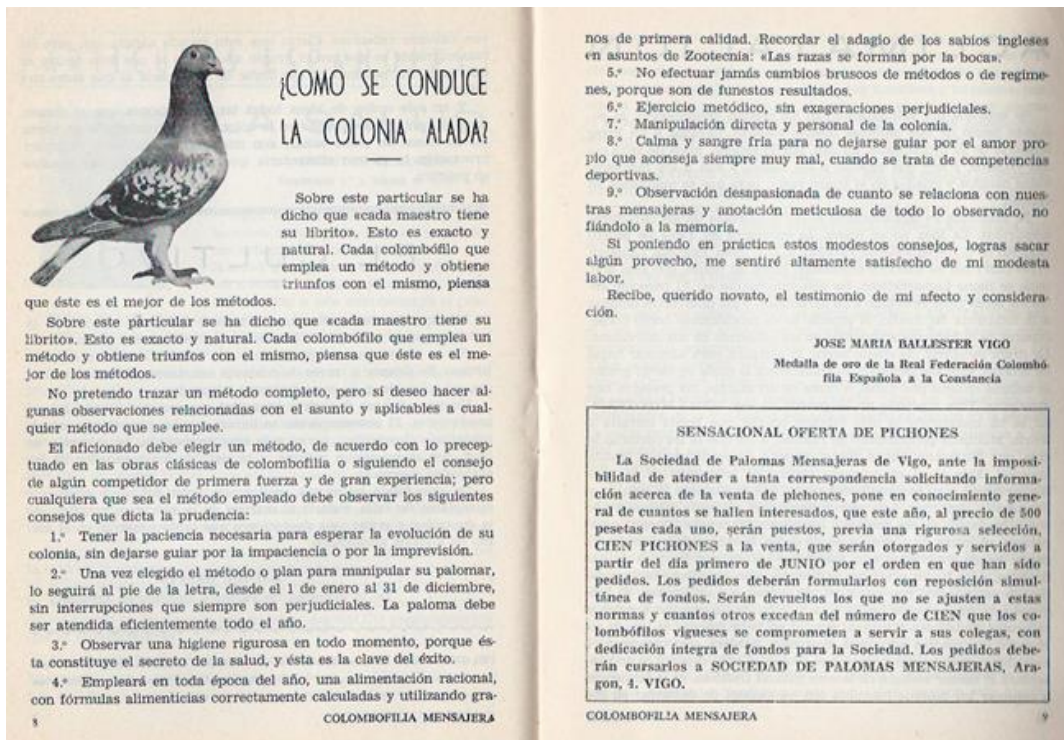 ¿COMO SE CONDUCE
LA COLONIA ALADA?
Sobre este particular se ha
dicho que «cada maestro tiene
su librito». Esto es exacto y
natural. Cada colombófilo que
emplea un método y obtiene
triunfos con el mismo, piensa
que éste es el mejor de los métodos.
Sobre este particular se ha dicho que «cada maestro tiene su
librito». Esto es exacto y natural. Cada colombófilo que emplea un
método y obtiene triunfos con el mismo, piensa que éste es el me-
jor de los métodos.
No pretendo trazar un método completo, pero sí deseo hacer al-
gunas observaciones relacionadas con el asunto y aplicables a cual-
quier método que se emplee.
El aficionado debe elegir un método, de acuerdo con lo precep-
tuado en las obras clásicas de colombofilia o siguiendo el consejo
de algún competidor de primera fuerza y de gran experiencia; pero
cualquiera que sea el método empleado debe observar los siguientes
consejos que dicta la prudencia:
1.º Tener la paciencia necesaria para esperar la evolución de su
colonia, sin dejarse guiar por la impaciencia o por la imprevisión.
2.º Una vez elegido el método o plan para manipular su palomar,
lo seguirá al pie de la letra, desde el 1 de enero al 31 de diciembre,
sin interrupciones que siempre son perjudiciales. La paloma debe
ser atendida eficientemente todo el año.
3.º Observar una higiene rigurosa en todo momento, porque és-
ta constituye el secreto de la salud, y ésta es la clave del éxito.
4.º Empleará en toda época del año, una alimentación racional,
con fórmulas alimenticias correctamente calculadas y utilizando gra-
8
COLOMBOFILIA MENSAJERA
nos de primera calidad. Recordar el adagio de los sabios ingleses
en asuntos de Zootecnia: «Las razas se forman por la boca».
5.º No efectuar jamás cambios bruscos de métodos o de regíme-
nes, porque son de funestos resultados.
6.º Ejercicio metódico, sin exageraciones perjudiciales.
7.º Manipulación directa y personal de la colonia.
8.º Calma y sangre fría para no dejarse guiar por el amor pro-
pio que aconseja siempre muy mal, cuando se trata de competencias
deportivas.
9.º Observación desapasionada de cuanto se relaciona con nues-
tras mensajeras y anotación meticulosa de todo lo observado, no
fiándolo a la memoria.
Si poniendo en práctica estos modestos consejos, logras sacar
algún provecho, me sentiré altamente satisfecho de mi modesta
labor.
Recibe, querido novato, el testimonio de mi afecto y considera-
ción.
JOSE MARIA BALLESTER VIGO
Medalla de oro de la Real Federación Colombó-
fila Española a la Constancia
SENSACIONAL OFERTA DE PICHONES
La Sociedad de Palomas Mensajeras de Vigo, ante la imposi-
bilidad de atender a tanta correspondencia solicitando informa-
ción acerca de la venta de pichones, pone en conocimiento gene-
ral de cuantos se hallen interesados, que este año, al precio de 500
pesetas cada uno, serán puestos, previa una rigurosa selección,
CIEN PICHONES a la venta, que serán otorgados y servidos a
partir del día primero de JUNIO por el orden en que han sido
pedidos. Los pedidos deberán formularlos con reposición simul-
tánea de fondos. Serán devueltos los que no se ajusten a estas
normas y cuantos otros excedan del número de CIEN que los co-
lombófilos vigueses se comprometen a servir a sus colegas, con
dedicación íntegra de fondos para la Sociedad. Los pedidos debe-
rán cursarlos a SOCIEDAD DE PALOMAS MENSAJERAS, Ara-
gon, 4. VIGO.
COLOMBOFILIA MENSAJERA
9